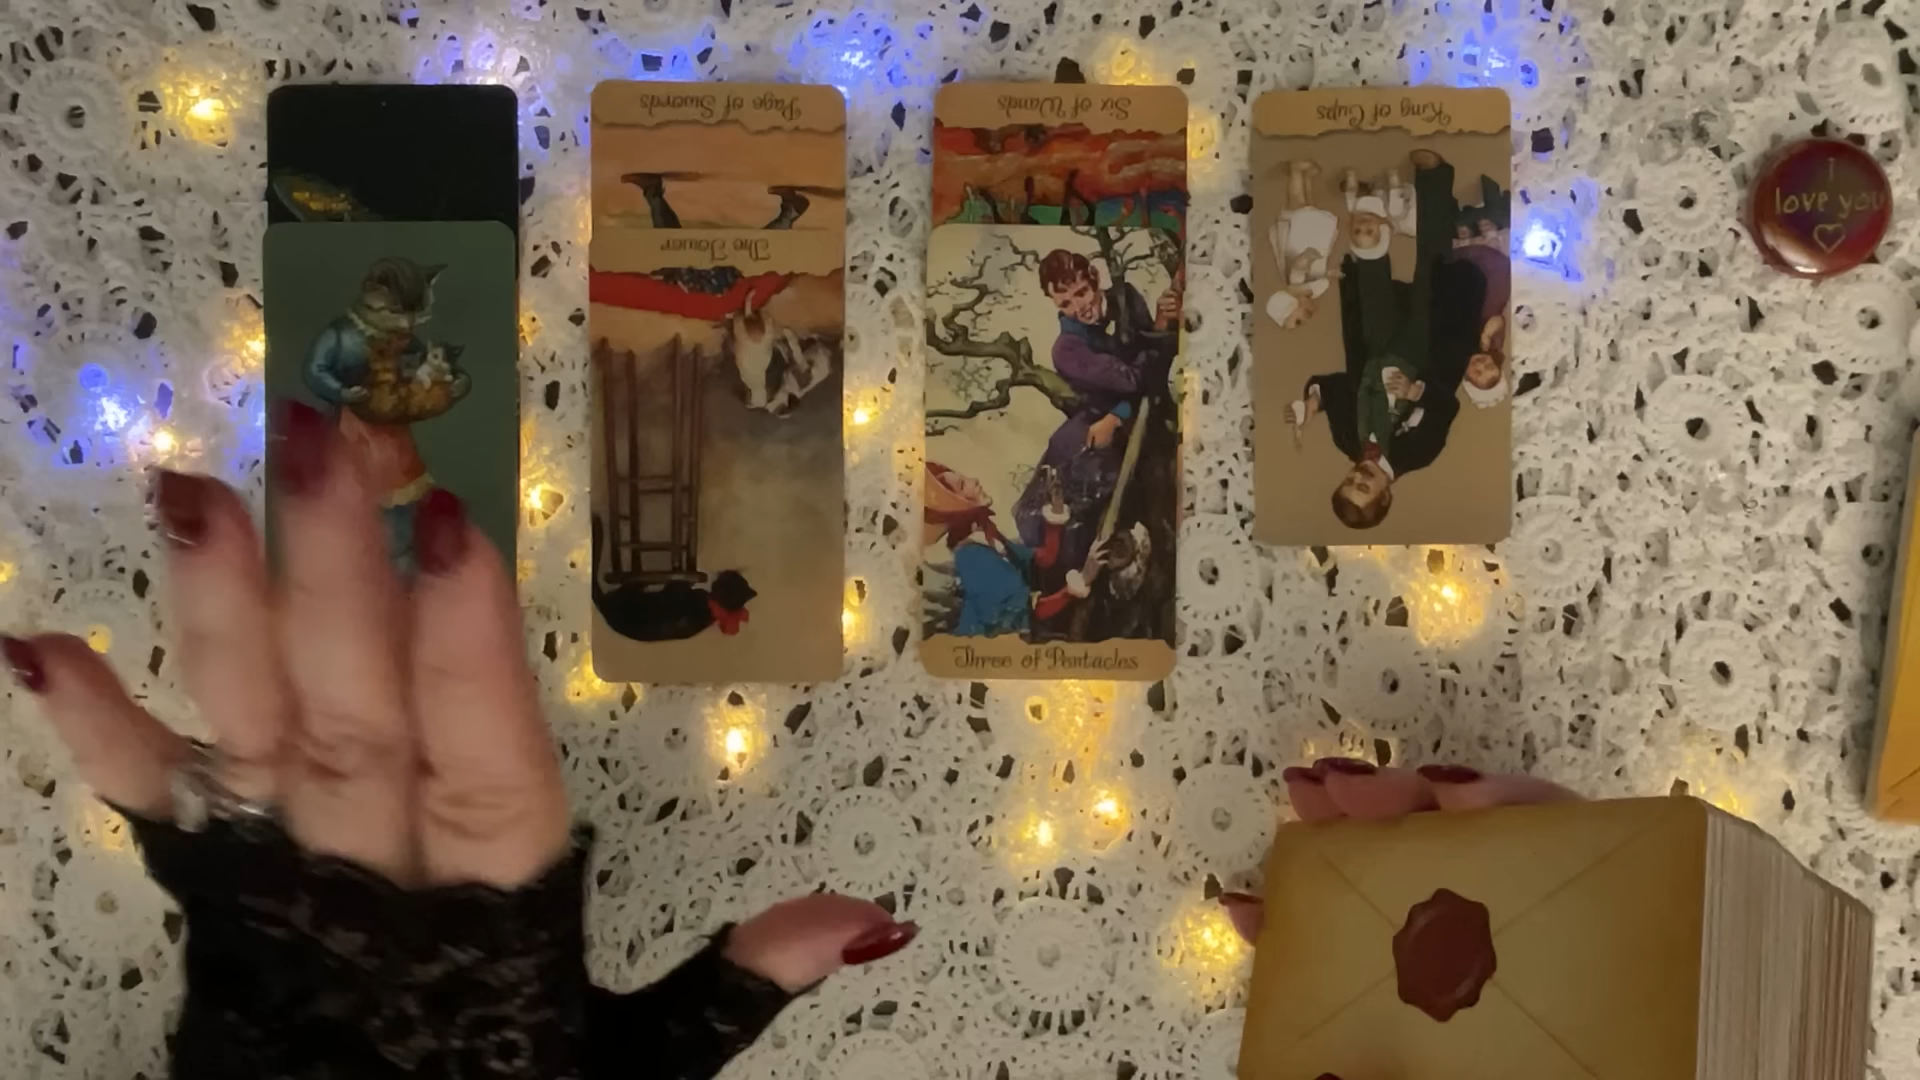 Page of Swords
Six of Wands
King of Cups
I
love you
The Tower
Three of Pentacles